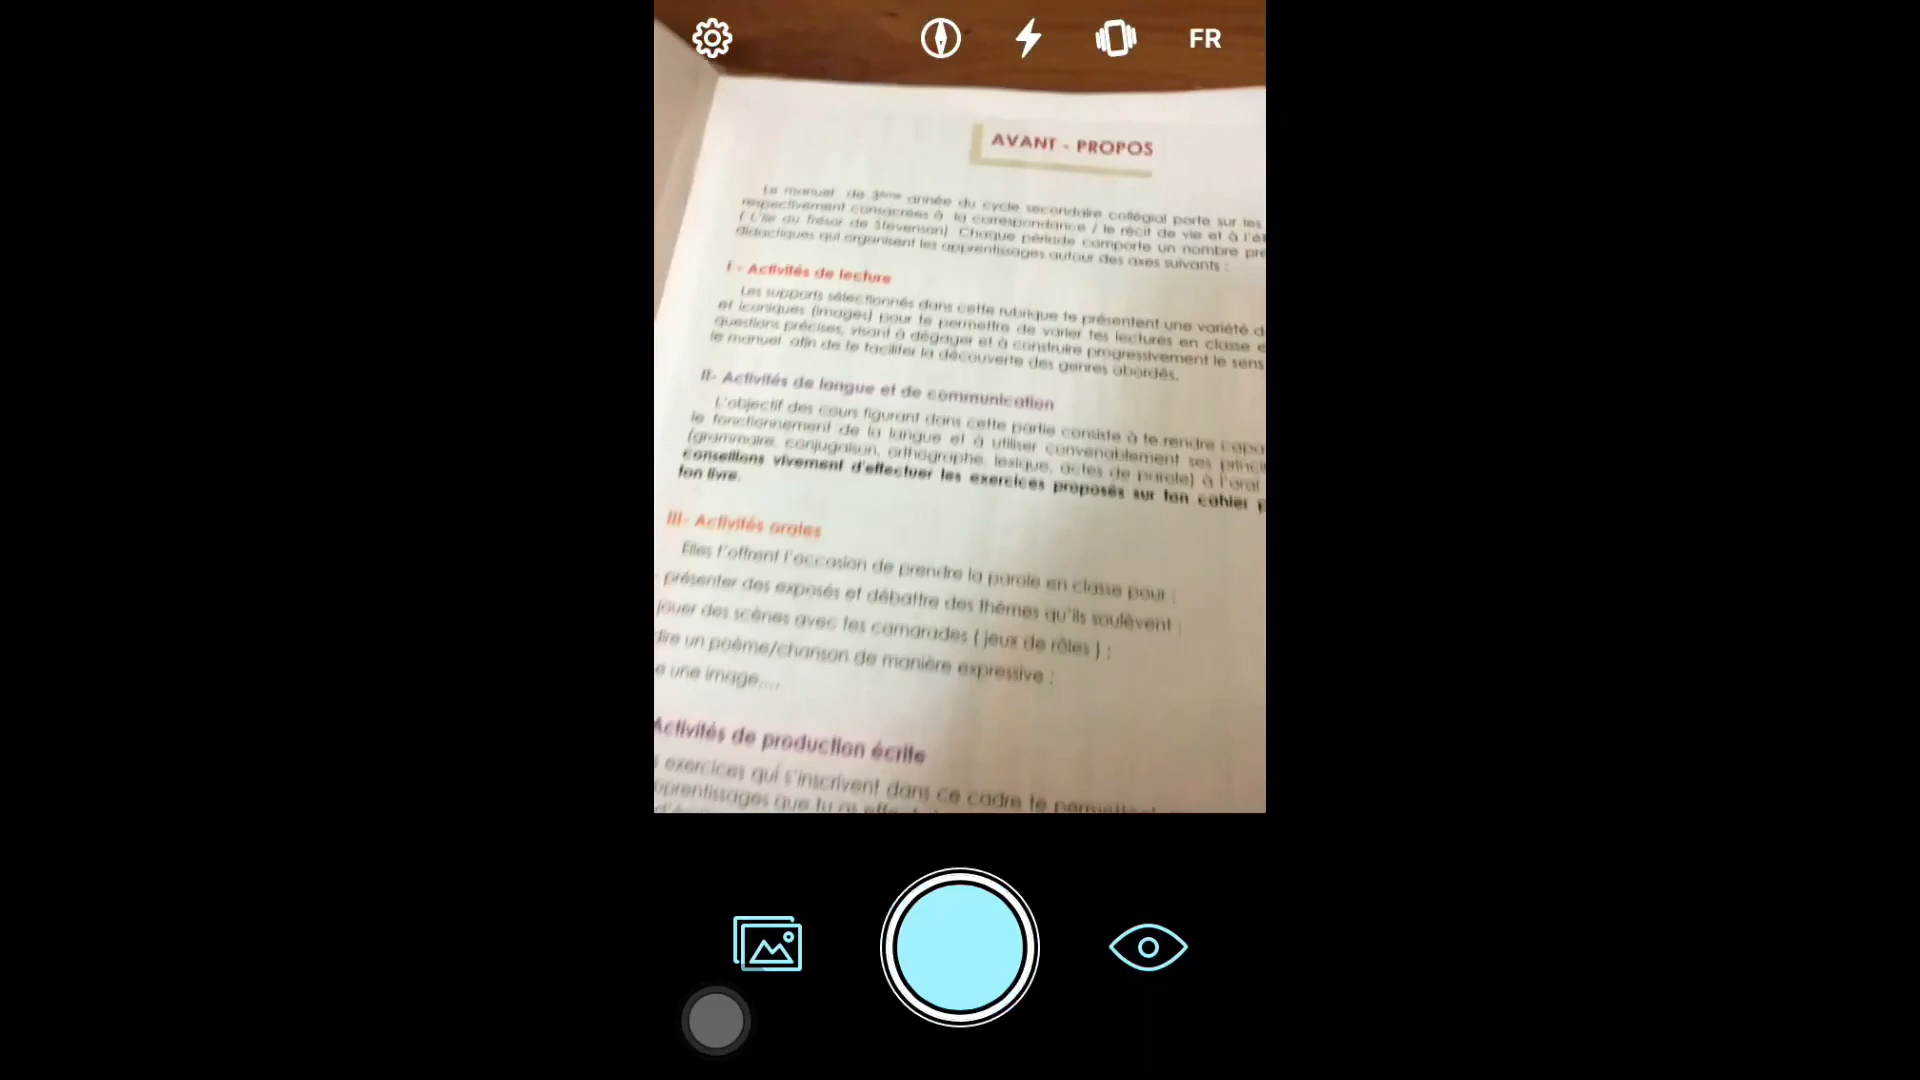 FR
AVANT - PROPOS
Le manuel de 3ème année du cycle secondaire collégial porte sur les
respectivement consacrées à la correspondance / le récit de vie et à l'é
( L'île au trésor de Stevenson). Chaque période comporte un nombre pré
didactiques qui organisent les apprentissages autour des axes suivants :
I - Activités de lecture
Les supports sélectionnés dans cette rubrique te présentent une variété d
et iconiques (images) pour te permettre de varier tes lectures en classe e
questions précises, visant à dégager et à construire progressivement le sens
le manuel afin de te faciliter la découverte des genres abordés.
II- Activités de langue et de communication
L'objectif des cours figurant dans cette partie consiste à te rendre capa
le fonctionnement de la langue et à utiliser convenablement ses princi
(grammaire, conjugaison, orthographe, lexique, actes de parole) à l'oral
conseillons vivement d'effectuer les exercices proposés sur ton cahier p
ton livre.
III- Activités orales
Elles t'offrent l'occasion de prendre la parole en classe pour :
présenter des exposés et débattre des thèmes qu'ils soulèvent ;
jouer des scènes avec tes camarades ( jeux de rôles ) ;
dire un poème/chanson de manière expressive ;
e une image....
Activités de production écrite
exercices qui s'inscrivent dans ce cadre te permettent
apprentissages que tu as